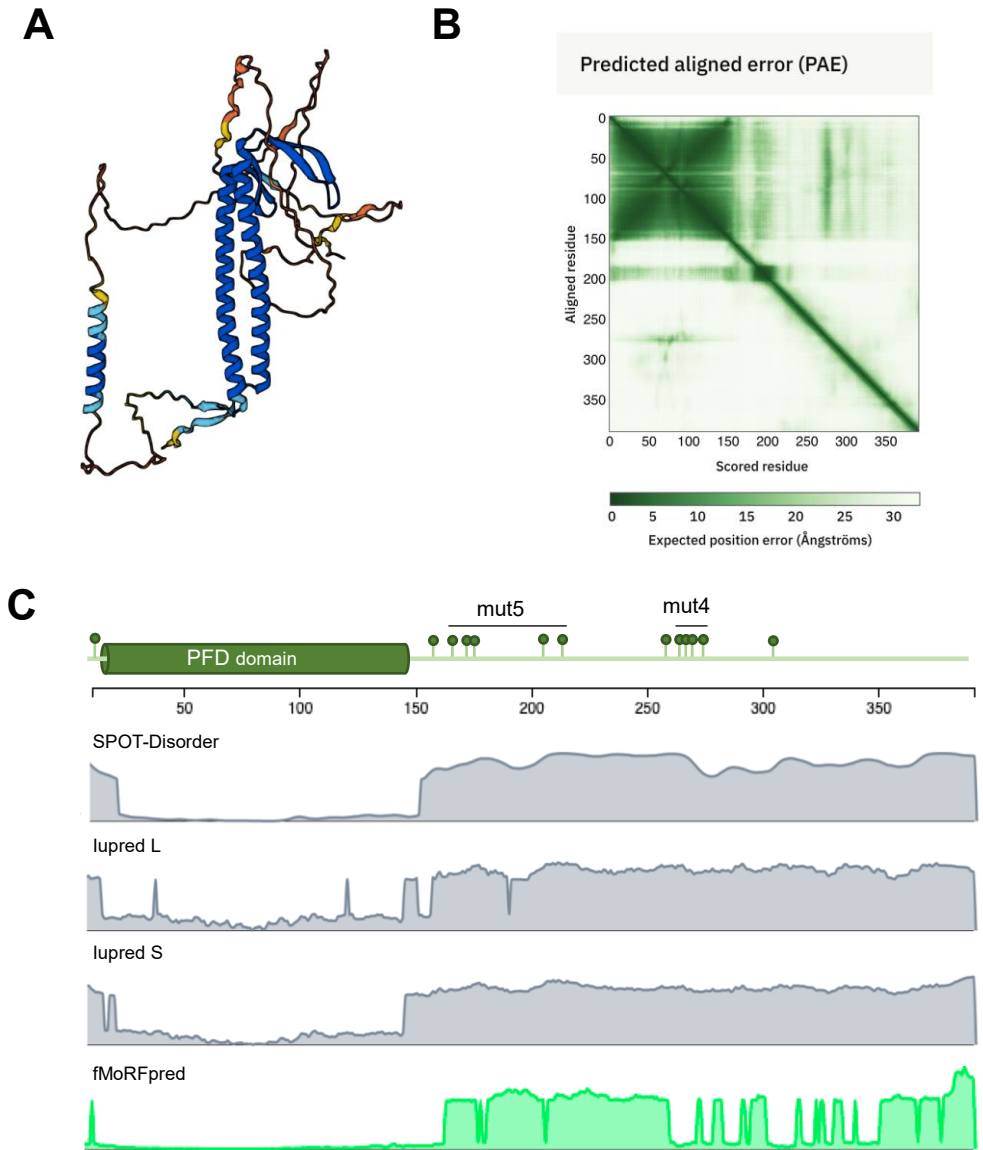 A
B
Predicted aligned error (PAE)
0
50
100
150
200
250
300
350
Aligned residue
0 50 100 150 200 250 300 350
Scored residue
0 5 10 15 20 25 30
Expected position error (Ångströms)
C
mut5 mut4
PFD domain
50 100 150 200 250 300 350
SPOT-Disorder
Iupred L
Iupred S
fMoRFpred